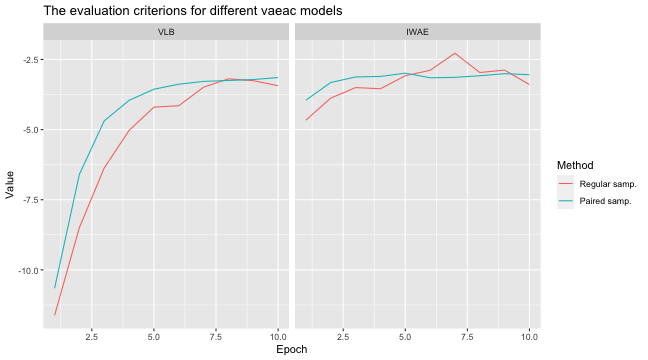 The evaluation criterions for different vaeac models
VLB
IWAE
Value
-2.5
-5.0
-7.5
-10.0
2.5
5.0
7.5
10.0
2.5
5.0
7.5
10.0
Epoch
Method
Regular samp.
Paired samp.